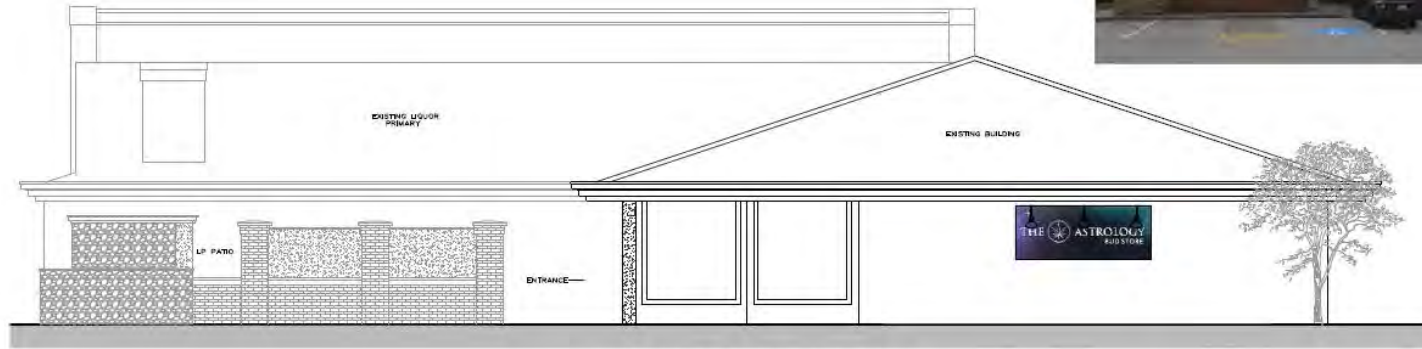 EXISTING LIQUOR
PRIMARY
EXISTING BUILDING
THE ASTROLOGY
BUD STORE
LP PATIO
ENTRANCE